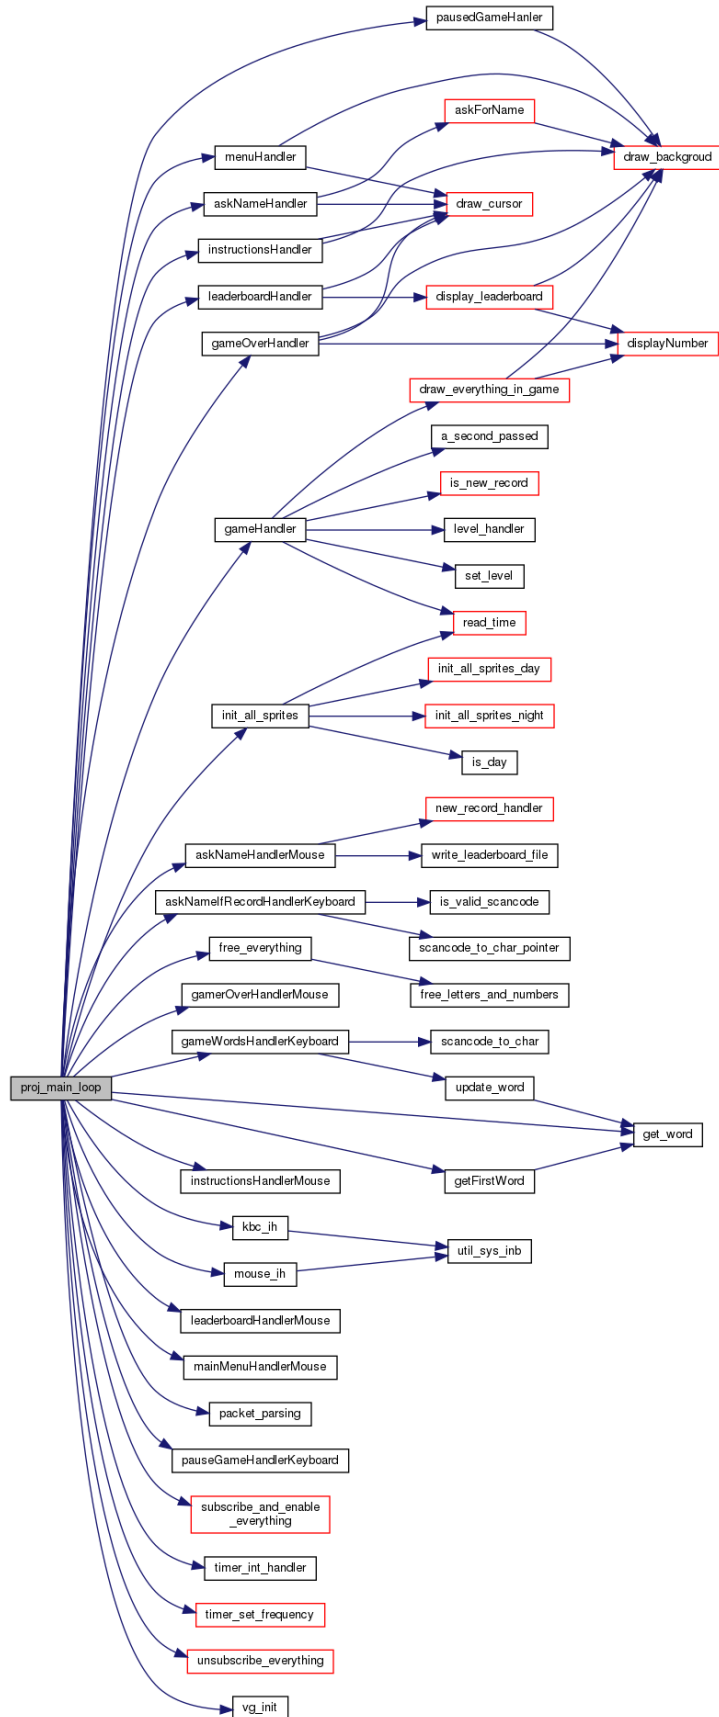 pausedGameHanler
askForName
menuHandler
draw_backgroud
askNameHandler
draw_cursor
instructionsHandler
leaderboardHandler
display_leaderboard
gameOverHandler
displayNumber
draw_everything_in_game
a_second_passed
is_new_record
gameHandler
level_handler
set_level
read_time
init_all_sprites_day
init_all_sprites
init_all_sprites_night
is_day
new_record_handler
askNameHandlerMouse
write_leaderboard_file
askNameIfRecordHandlerKeyboard
is_valid_scancode
free_everything
scancode_to_char_pointer
gamerOverHandlerMouse
free_letters_and_numbers
gameWordsHandlerKeyboard
scancode_to_char
proj_main_loop
update_word
get_word
instructionsHandlerMouse
getFirstWord
kbc_ih
util_sys_inb
mouse_ih
leaderboardHandlerMouse
mainMenuHandlerMouse
packet_parsing
pauseGameHandlerKeyboard
subscribe_and_enable
_everything
timer_int_handler
timer_set_frequency
unsubscribe_everything
vg_init